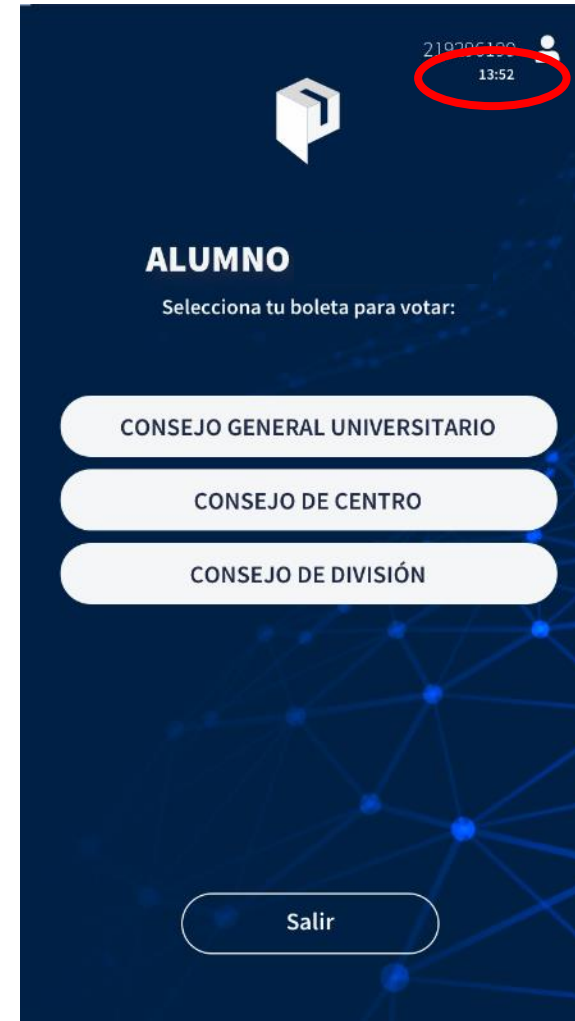 13:52
ALUMNO
Selecciona tu boleta para votar:
CONSEJO GENERAL UNIVERSITARIO
CONSEJO DE CENTRO
CONSEJO DE DIVISIÓN
Salir